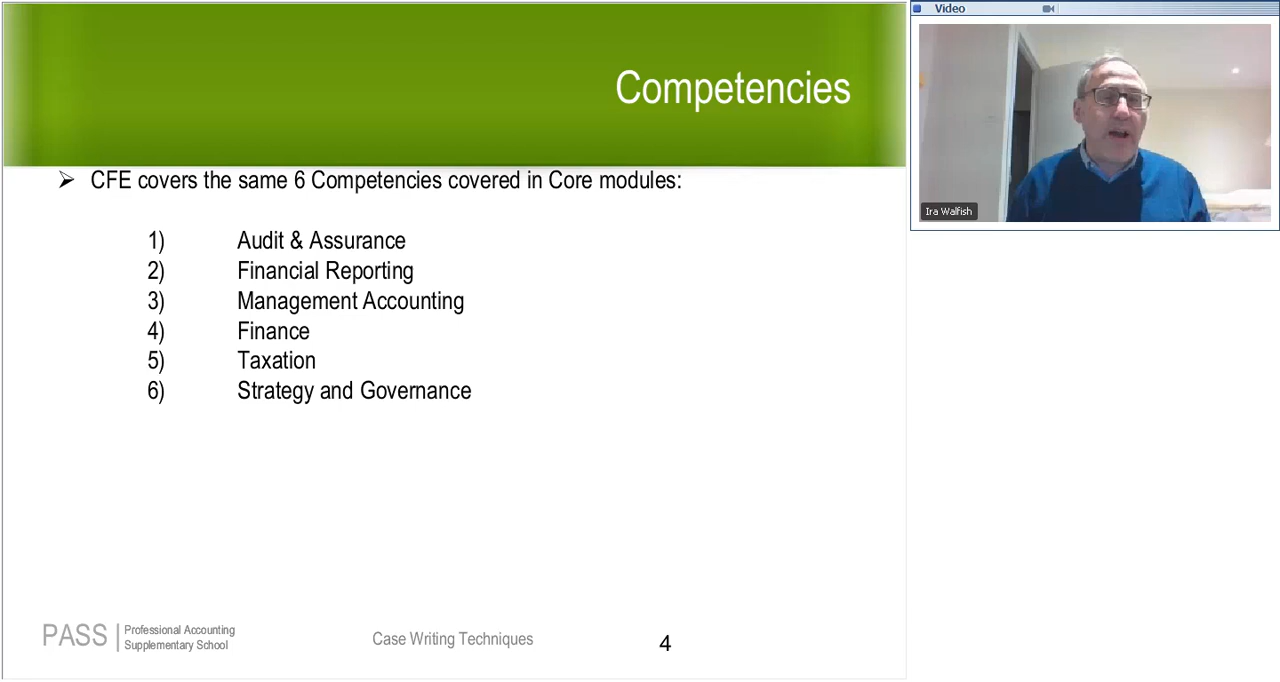 Competencies
➢ CFE covers the same 6 Competencies covered in Core modules:
1) Audit & Assurance
2) Financial Reporting
3) Management Accounting
4) Finance
5) Taxation
6) Strategy and Governance
PASS | Professional Accounting
Supplementary School
Case Writing Techniques
4
Video
Ira Walfish